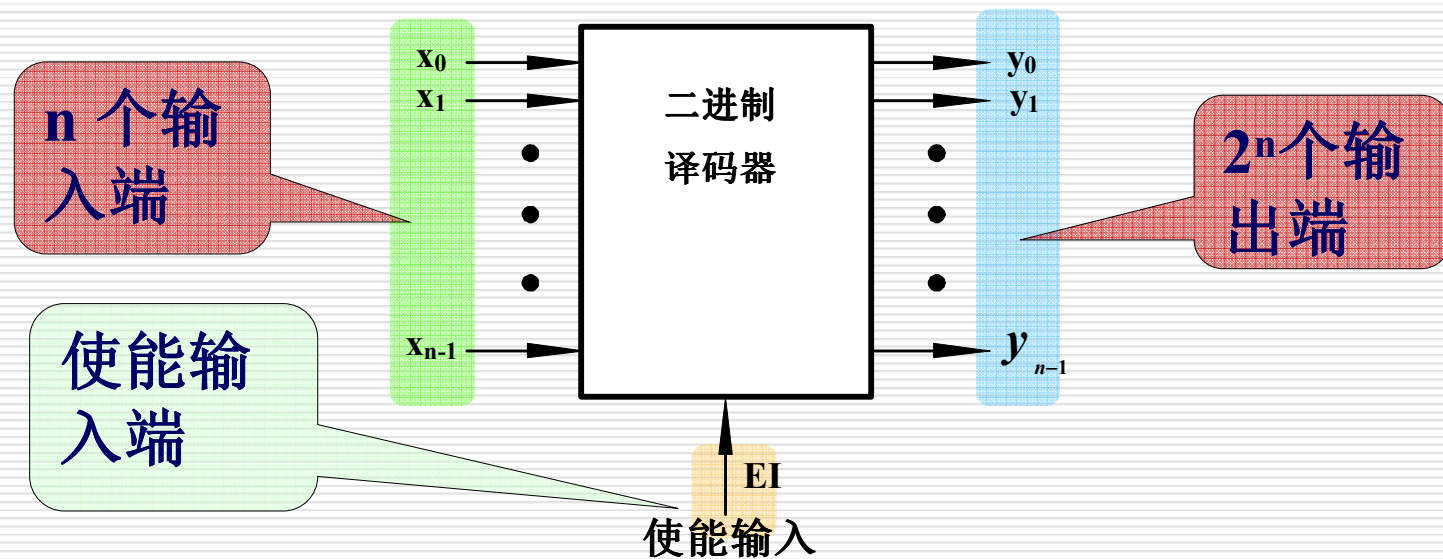 x₀
x₁
xₙ₋₁
n 个输
入端
使能输
入端
二进制
译码器
y₀
y₁
yₙ₋₁
2ⁿ个输
出端
EI
使能输入